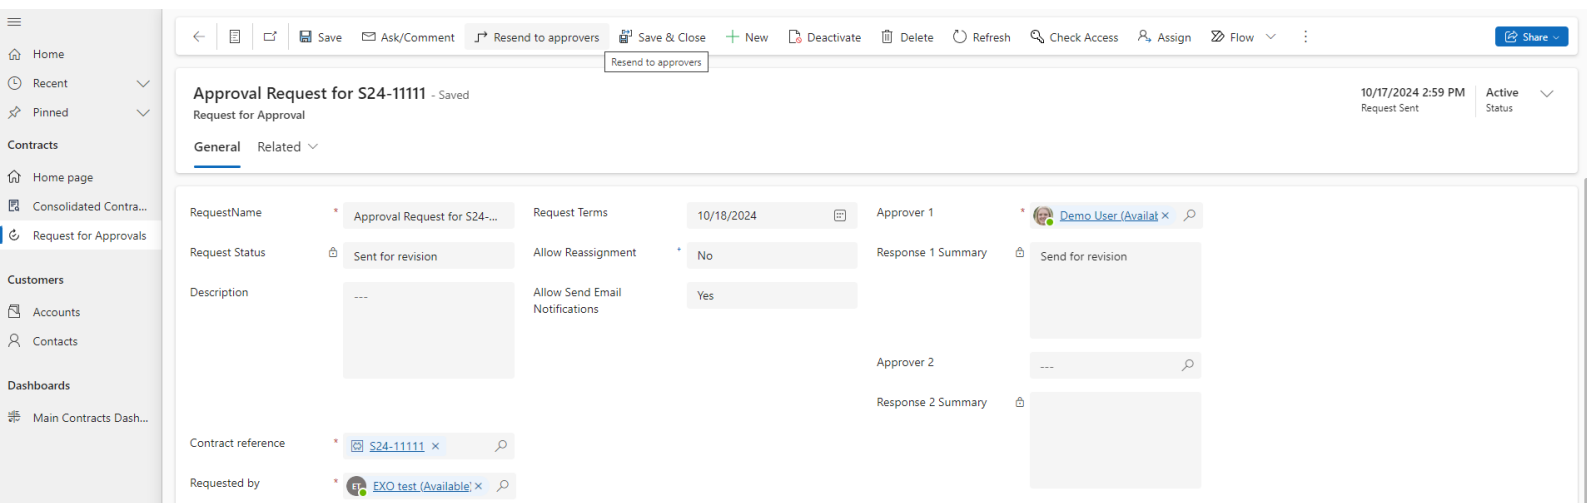 Home
Recent
Pinned
Contracts
Home page
Consolidated Contra...
Request for Approvals
Customers
Accounts
Contacts
Dashboards
Main Contracts Dash...
Save Ask/Comment Resend to approvers Save & Close New Deactivate Delete Refresh Check Access Assign Flow Share
Resend to approvers
Approval Request for S24-11111 - Saved
Request for Approval
10/17/2024 2:59 PM Active
Request Sent Status
General Related
RequestName * Approval Request for S24-...
Request Status Sent for revision
Description ---
Contract reference * S24-11111
Requested by * ET EXO test (Available)
Request Terms 10/18/2024
Allow Reassignment * No
Allow Send Email Notifications Yes
Approver 1 * Demo User (Availab
Response 1 Summary Send for revision
Approver 2 ---
Response 2 Summary